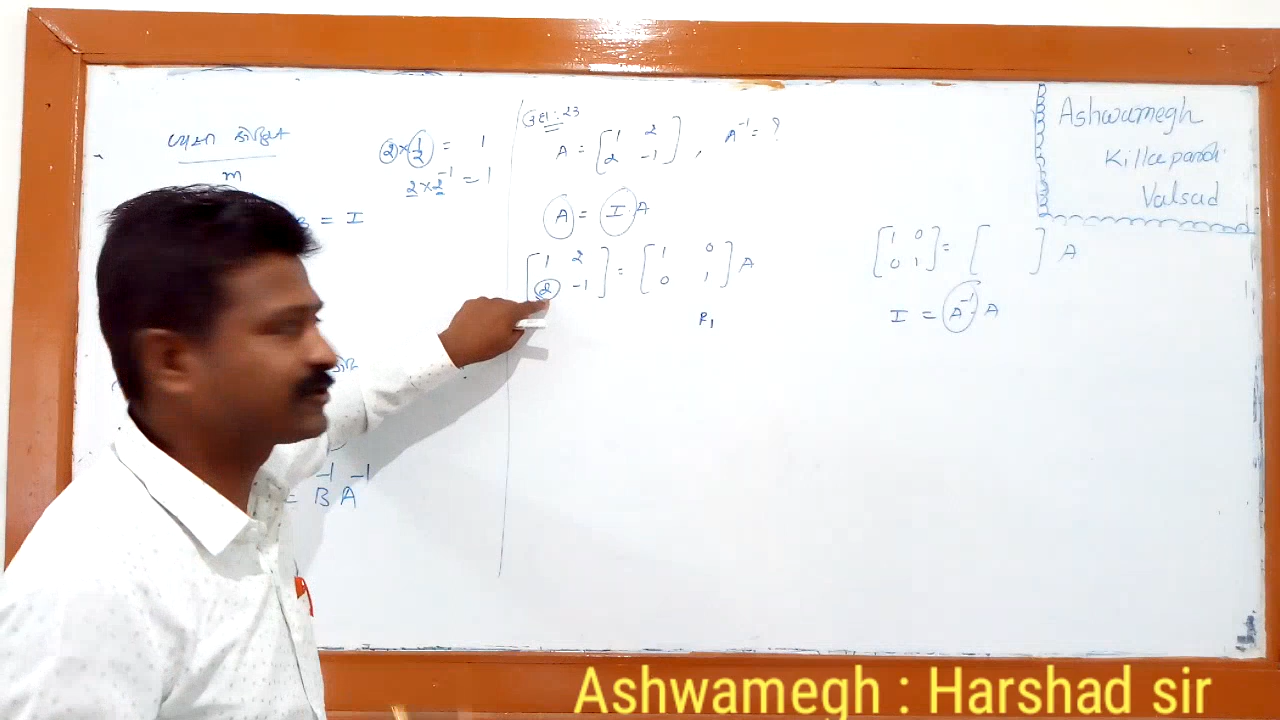 વ્યસ્ત શ્રેણિક
m
B = I
2 × 1/2 = 1
2 × 2⁻¹ = 1
= B⁻¹ A⁻¹
ઉદા : 23
A = [ 1 2
2 -1 ] , A⁻¹ = ?
A = I A
[ 1 2
2 -1 ] = [ 1 0
0 1 ] A
R₁
[ 1 0
0 1 ] = [ ] A
I = A⁻¹ A
Ashwamegh
Killa pardi
Valsad
Ashwamegh : Harshad sir